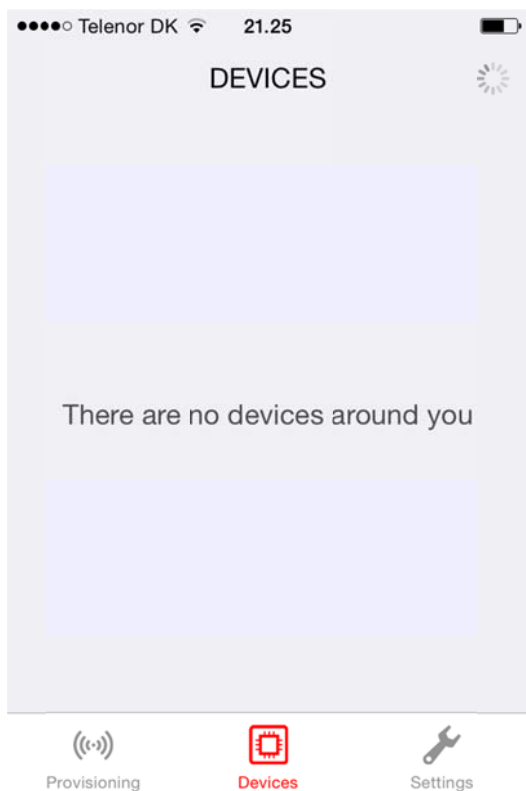 Telenor DK 21.25
DEVICES
There are no devices around you
Provisioning Devices Settings